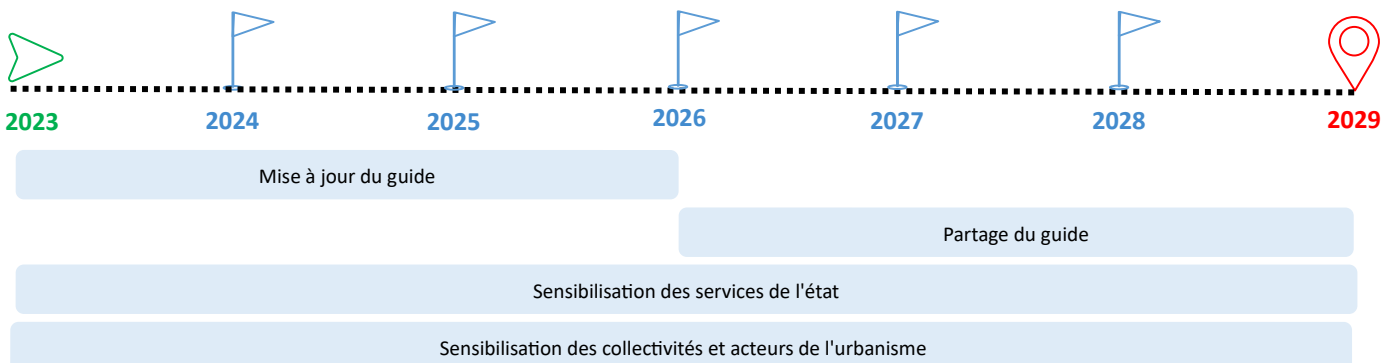 2023 2024 2025 2026 2027 2028 2029
Mise à jour du guide
Partage du guide
Sensibilisation des services de l'état
Sensibilisation des collectivités et acteurs de l'urbanisme